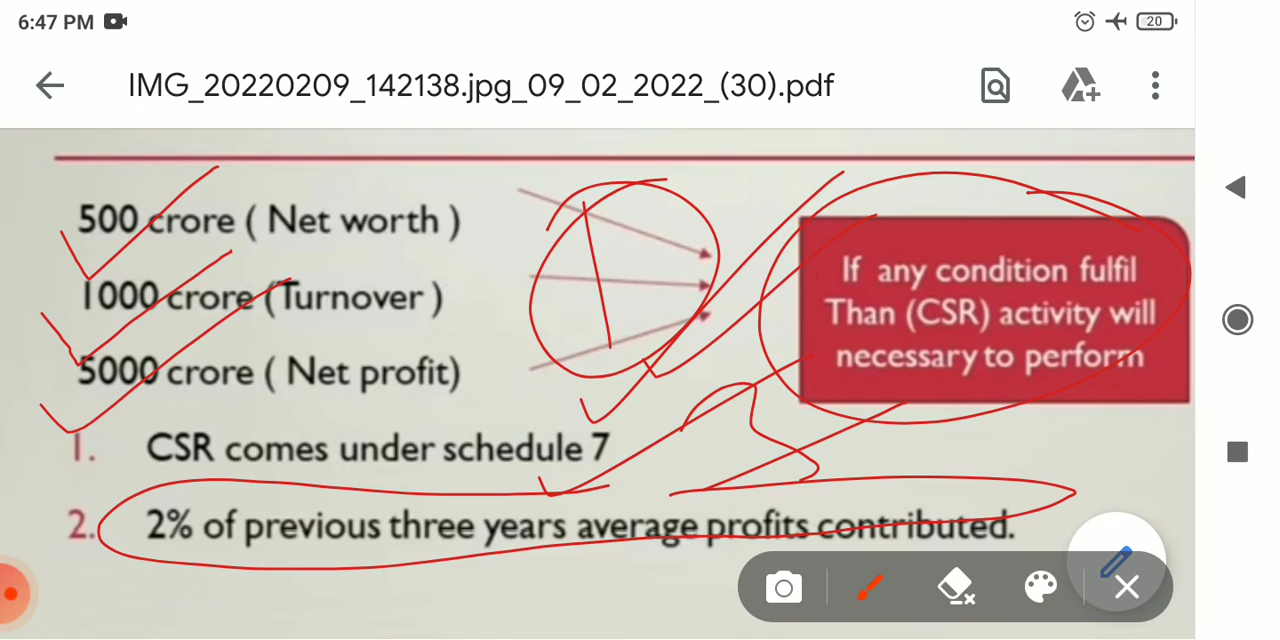 6:47 PM
20
IMG_20220209_142138.jpg_09_02_2022_(30).pdf
500 crore ( Net worth )
1000 crore (Turnover )
5000 crore ( Net profit)
If any condition fulfil
Than (CSR) activity will
necessary to perform
1. CSR comes under schedule 7
2. 2% of previous three years average profits contributed.